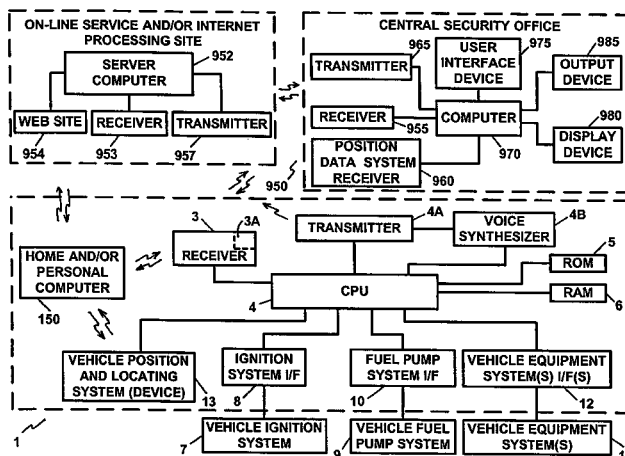 ON-LINE SERVICE AND/OR INTERNET
PROCESSING SITE
952
SERVER
COMPUTER
WEB SITE
RECEIVER
TRANSMITTER
954
953
957
CENTRAL SECURITY OFFICE
965
975
985
TRANSMITTER
USER
INTERFACE
DEVICE
OUTPUT
DEVICE
RECEIVER
955
COMPUTER
970
980
DISPLAY
DEVICE
POSITION
DATA SYSTEM
RECEIVER
960
950
3
3A
RECEIVER
TRANSMITTER
4A
VOICE
SYNTHESIZER
4B
HOME AND/OR
PERSONAL
COMPUTER
150
CPU
4
ROM
5
RAM
6
VEHICLE POSITION
AND LOCATING
SYSTEM (DEVICE)
13
IGNITION
SYSTEM I/F
8
FUEL PUMP
SYSTEM I/F
10
VEHICLE EQUIPMENT
SYSTEM(S) I/F(S)
12
1
7
VEHICLE IGNITION
SYSTEM
9
VEHICLE FUEL
PUMP SYSTEM
VEHICLE EQUIPMENT
SYSTEM(S)